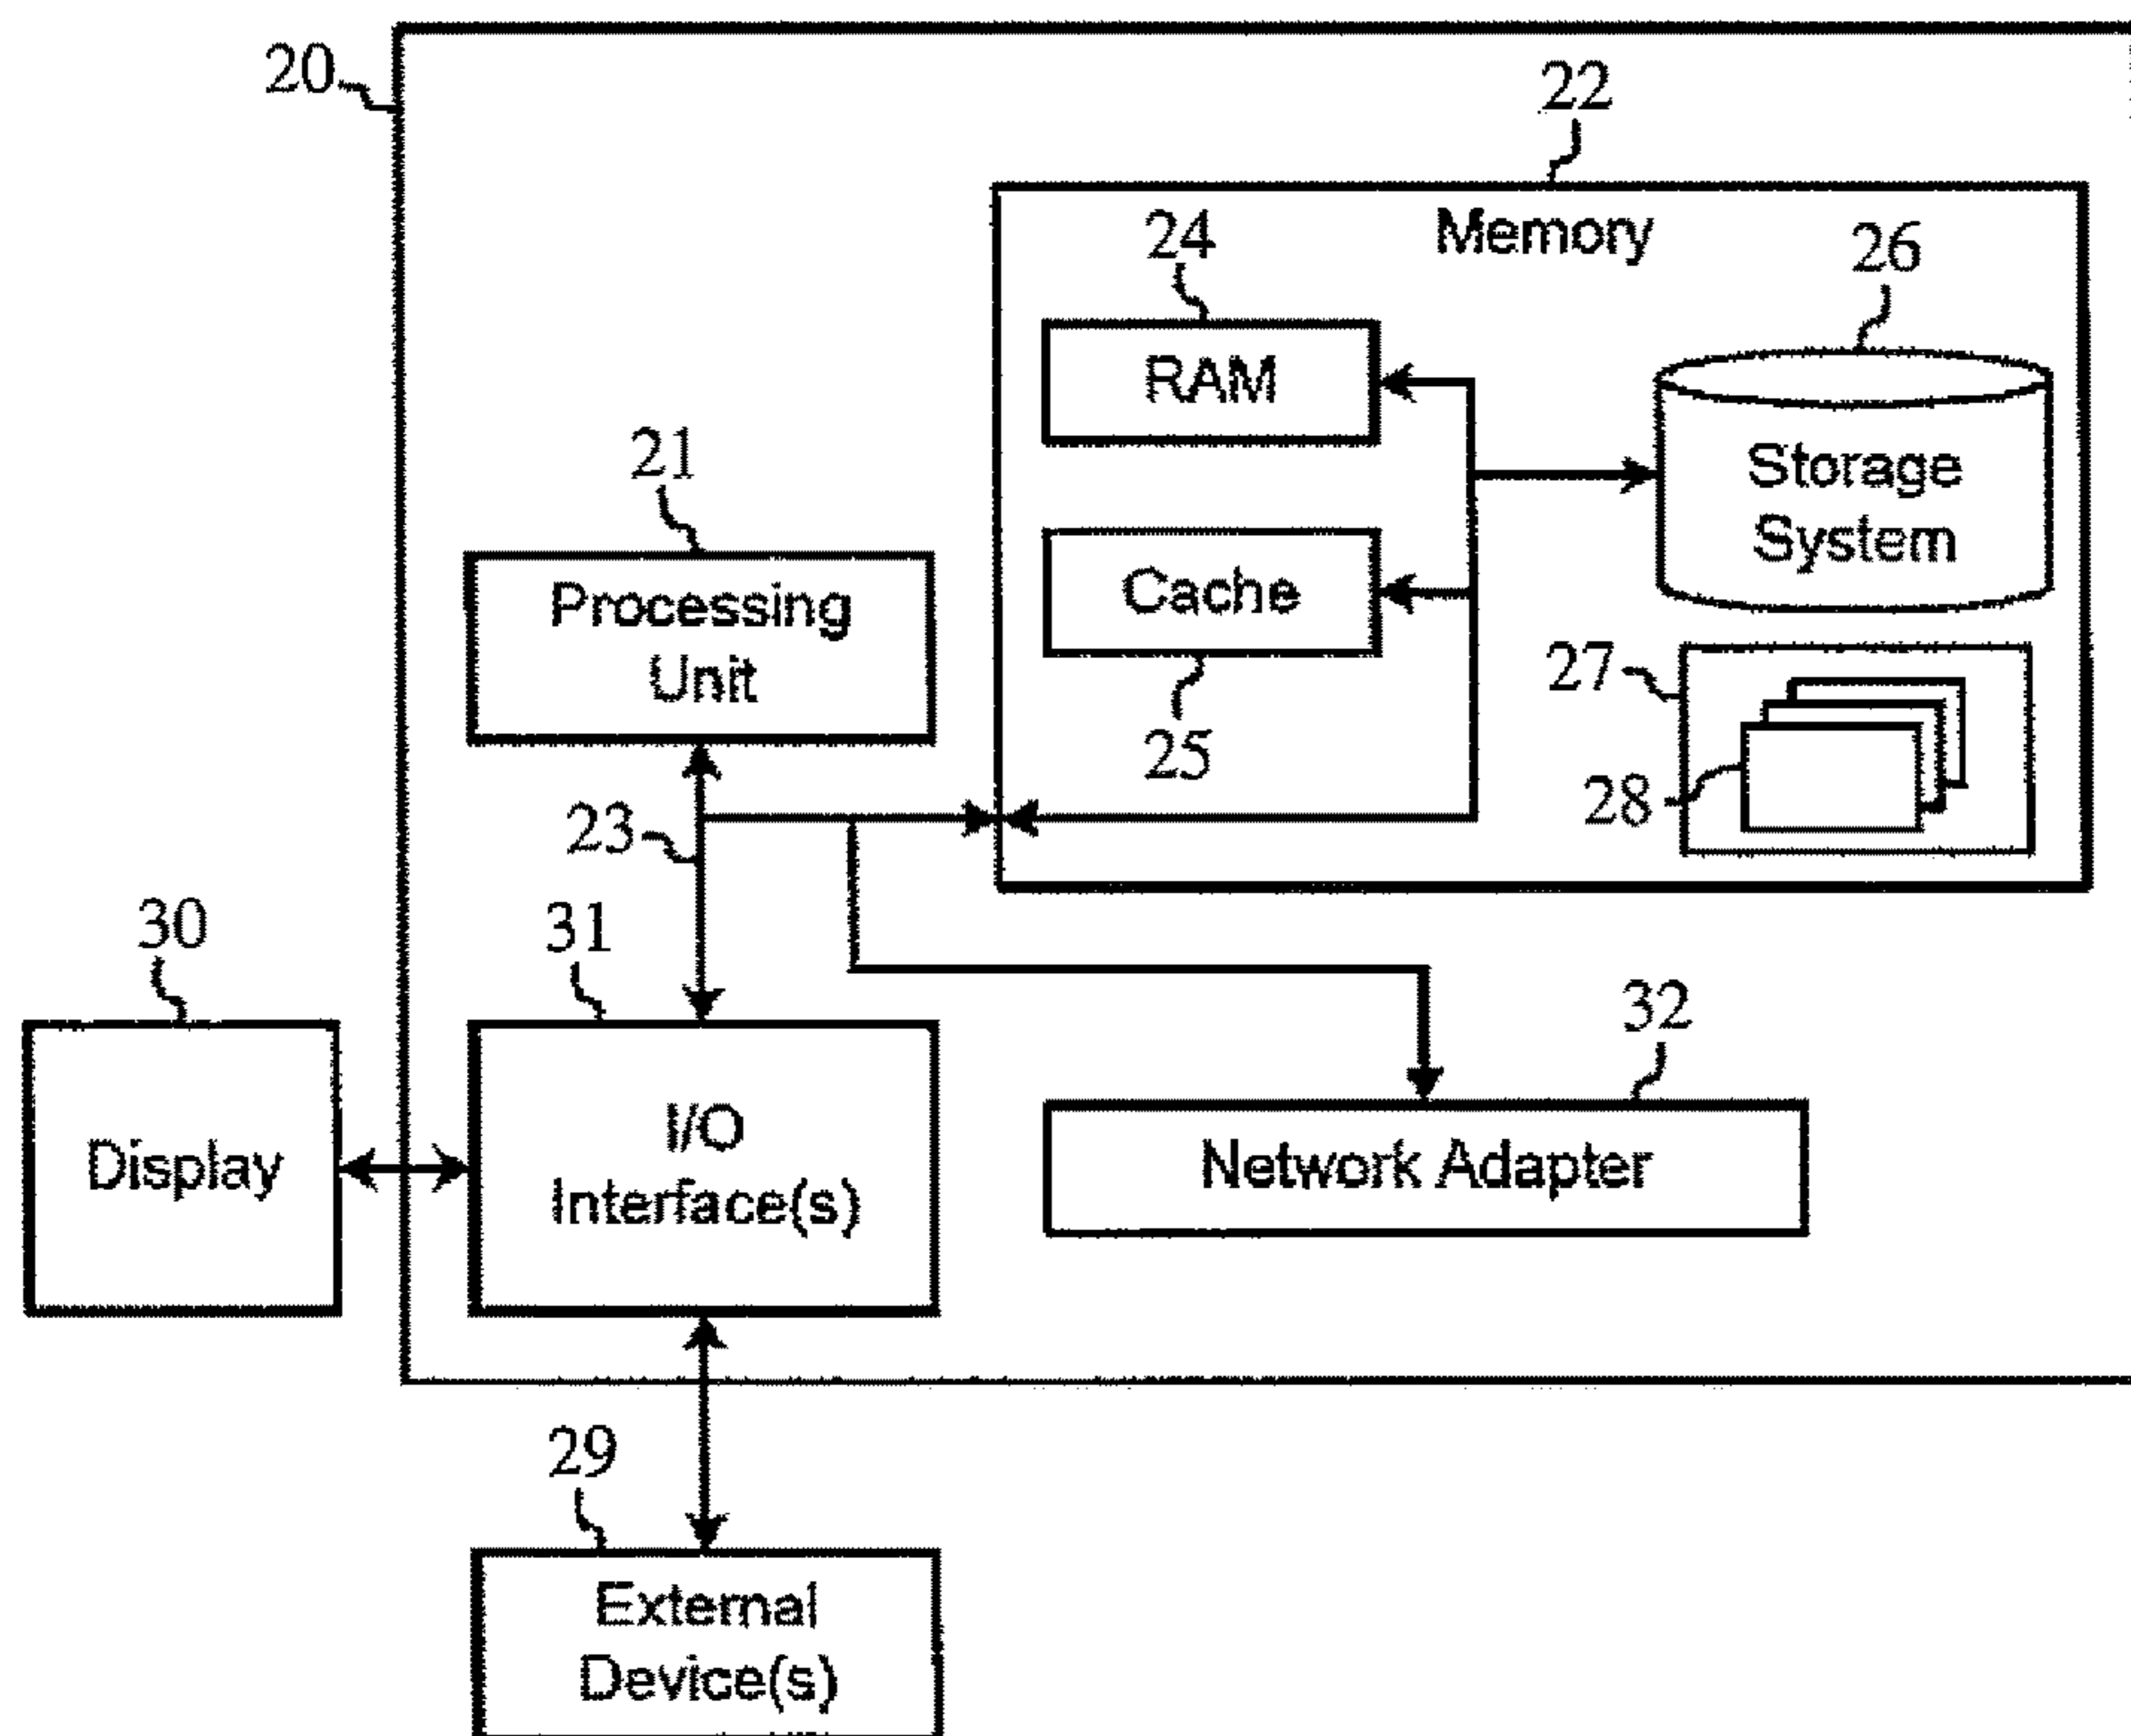 20
22
Memory
24
26
RAM
Storage
System
21
Processing
Unit
Cache
25
27
28
23
30
31
32
Display
I/O
Interface(s)
Network Adapter
29
External
Device(s)